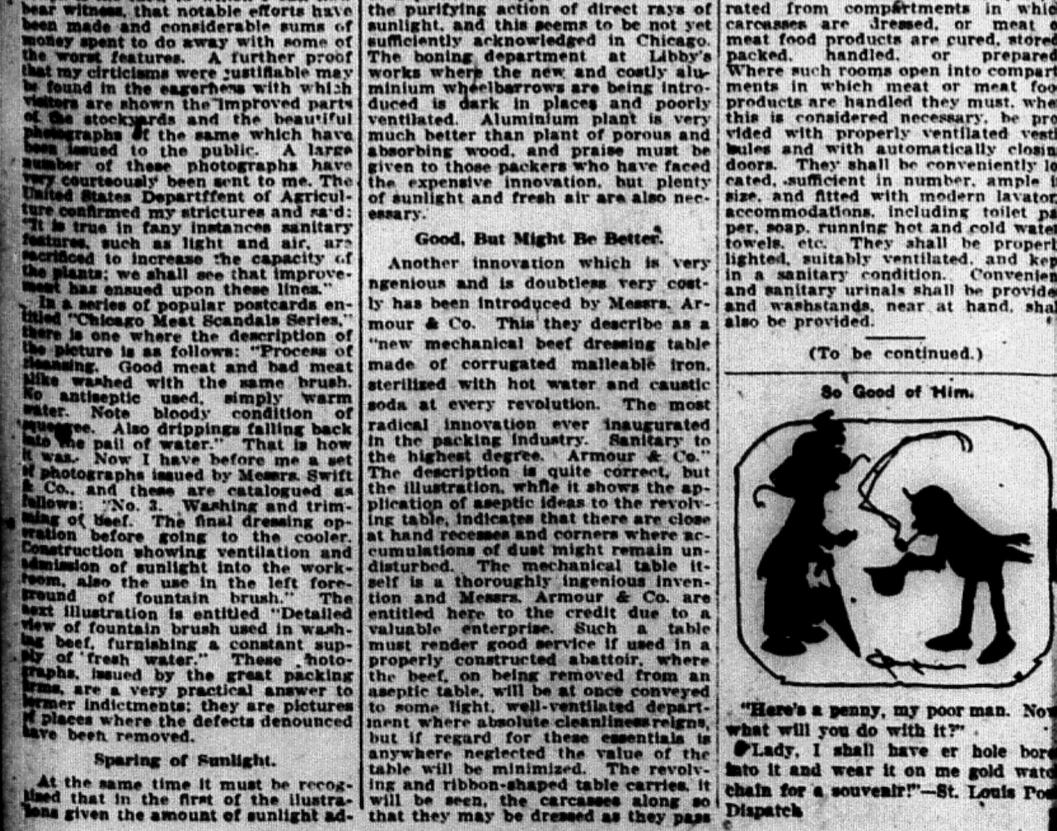 bear witness, that notable efforts have
been made and considerable sums of
money spent to do away with some of
the worst features. A further proof
that my cirticisms were justifiable may
be found in the eagerness with which
visitors are shown the improved parts
of the stockyards and the beautiful
photographs of the same which have
been issued to the public. A large
number of these photographs have
very courteously been sent to me. The
United States Departffent of Agricul-
ture confirmed my strictures and said:
"It is true in fany instances sanitary
features, such as light and air, are
sacrificed to increase the capacity of
the plants; we shall see that improve-
ment has ensued upon these lines."
In a series of popular postcards en-
titled "Chicago Meat Scandals Series,"
there is one where the description of
the picture is as follows: "Process of
cleansing. Good meat and bad meat
alike washed with the same brush.
No antiseptic used, simply warm
water. Note bloody condition of
squeegee. Also drippings falling back
into the pail of water." That is how
it was. Now I have before me a set
of photographs issued by Messrs. Swift
& Co., and these are catalogued as
follows: "No. 3. Washing and trim-
ming of beef. The final dressing op-
eration before going to the cooler.
Construction showing ventilation and
admission of sunlight into the work-
room, also the use in the left fore-
ground of fountain brush." The
next illustration is entitled "Detailed
view of fountain brush used in wash-
ing beef, furnishing a constant sup-
ply of fresh water." These photo-
graphs, issued by the great packing
firms, are a very practical answer to
former indictments; they are pictures
of places where the defects denounced
have been removed.
Sparing of Sunlight.
At the same time it must be recog-
nized that in the first of the ilustra-
tions given the amount of sunlight ad-
the purifying action of direct rays of
sunlight, and this seems to be not yet
sufficiently acknowledged in Chicago.
The boning department at Libby's
works where the new and costly alu-
minium wheelbarrows are being intro-
duced is dark in places and poorly
ventilated. Aluminium plant is very
much better than plant of porous and
absorbing wood, and praise must be
given to those packers who have faced
the expensive innovation, but plenty
of sunlight and fresh air are also nec-
essary.
Good, But Might Be Better.
Another innovation which is very
ngenious and is doubtless very cost-
ly has been introduced by Messrs. Ar-
mour & Co. This they describe as a
"new mechanical beef dressing table
made of corrugated malleable iron,
sterilized with hot water and caustic
soda at every revolution. The most
radical innovation ever inaugurated
in the packing industry. Sanitary to
the highest degree. Armour & Co."
The description is quite correct, but
the illustration, while it shows the ap-
plication of aseptic ideas to the revolv-
ing table, indicates that there are close
at hand recesses and corners where ac-
cumulations of dust might remain un-
disturbed. The mechanical table it-
self is a thoroughly ingenious inven-
tion and Messrs. Armour & Co. are
entitled here to the credit due to a
valuable enterprise. Such a table
must render good service if used in a
properly constructed abattoir, where
the beef, on being removed from an
aseptic table, will be at once conveyed
to some light, well-ventilated depart-
ment where absolute cleanliness reigns,
but if regard for these essentials is
anywhere neglected the value of the
table will be minimized. The revolv-
ing and ribbon-shaped table carries, it
will be seen, the carcasses along so
that they may be dressed as they pass
rated from compartments in whic
carcasses are dressed, or meat
meat food products are cured, stored
packed, handled, or prepared
Where such rooms open into compart
ments in which meat or meat foo
products are handled they must, whe
this is considered necessary, be pro
vided with properly ventilated vest
bules and with automatically closin
doors. They shall be conveniently lo
cated, sufficient in number, ample i
size, and fitted with modern lavator
accommodations, including toilet pa
per, soap, running hot and cold water
towels, etc. They shall be properl
lighted, suitably ventilated, and kep
in a sanitary condition. Convenien
and sanitary urinals shall be provide
and washstands, near at hand, shal
also be provided.
(To be continued.)
So Good of Him.
"Here's a penny, my poor man. Now
what will you do with it?"
"Lady, I shall have er hole bore
into it and wear it on me gold watc
chain for a souvenir!"—St. Louis Pos
Dispatch